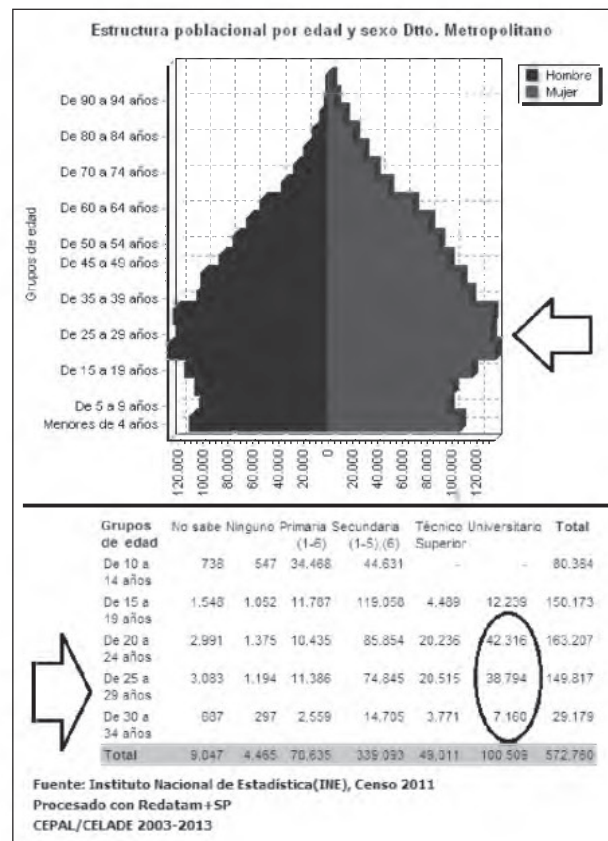 Estructura poblacional por edad y sexo Dtto. Metropolitano
Hombre
Mujer
Grupos de edad
De 90 a 94 años
De 80 a 84 años
De 70 a 74 años
De 60 a 64 años
De 50 a 54 años
De 45 a 49 años
De 35 a 39 años
De 25 a 29 años
De 15 a 19 años
De 5 a 9 años
Menores de 4 años
120.000 100.000 80.000 60.000 40.000 20.000 0 20.000 40.000 60.000 80.000 100.000 120.000
Grupos No sabe Ninguno Primaria Secundaria Técnico Universitario Total
de edad (1-6) (1-5),(6) Superior
De 10 a 738 547 34.468 44.631 - - 80.384
14 años
De 15 a 1.548 1.052 11.787 119.058 4.489 12.239 150.173
19 años
De 20 a 2.991 1.375 10.435 85.854 20.236 42.316 163.207
24 años
De 25 a 3.083 1.194 11.386 74.845 20.515 38.794 149.817
29 años
De 30 a 687 297 2.559 14.705 3.771 7.160 29.179
34 años
Total 9.047 4.465 70.635 339.093 49.011 100.509 572.760
Fuente: Instituto Nacional de Estadística(INE), Censo 2011
Procesado con Redatam+SP
CEPAL/CELADE 2003-2013